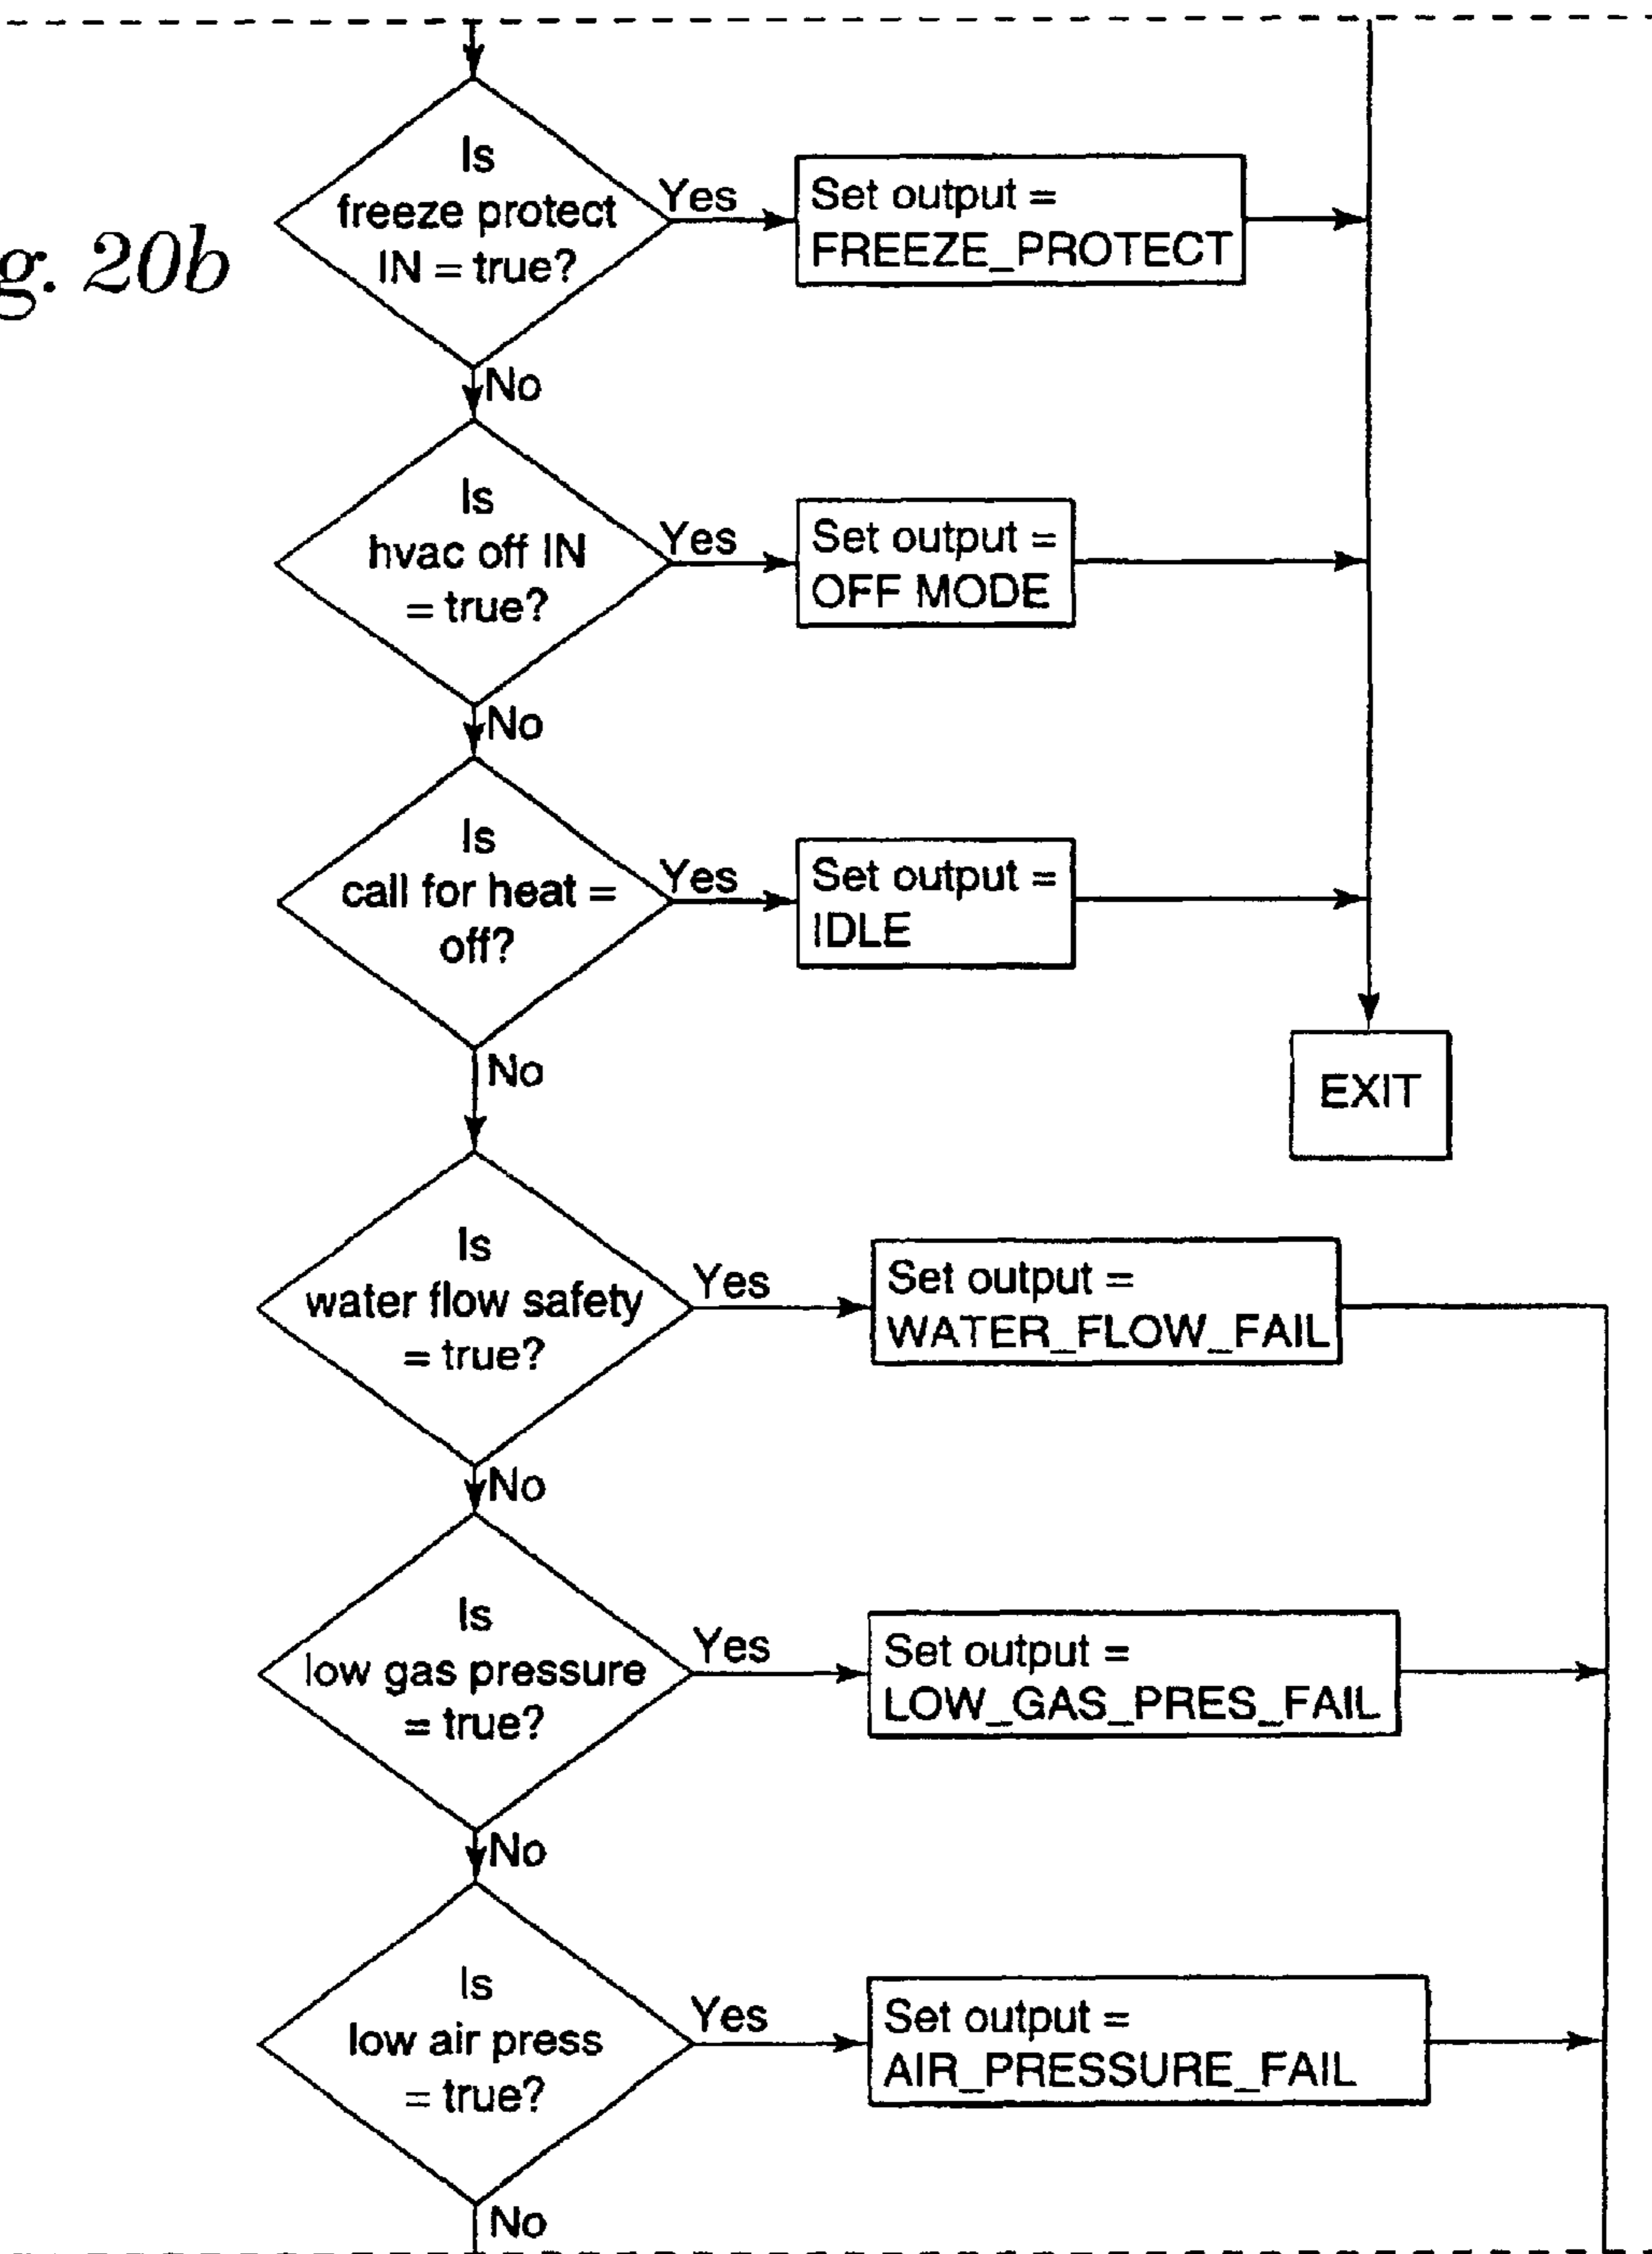 Is
freeze protect
IN = true?
Yes
Set output =
FREEZE_PROTECT
g. 20b
No
Is
hvac off IN
= true?
Yes
Set output =
OFF MODE
No
Is
call for heat =
off?
Yes
Set output =
IDLE
No
EXIT
Is
water flow safety
= true?
Yes
Set output =
WATER_FLOW_FAIL
No
Is
low gas pressure
= true?
Yes
Set output =
LOW_GAS_PRES_FAIL
No
Is
low air press
= true?
Yes
Set output =
AIR_PRESSURE_FAIL
No